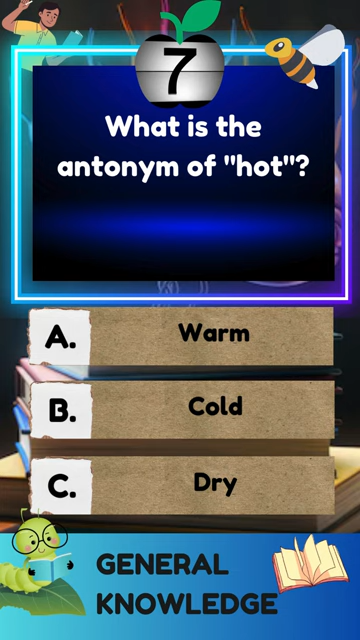 7
What is the
antonym of "hot"?
A. Warm
B. Cold
C. Dry
GENERAL
KNOWLEDGE